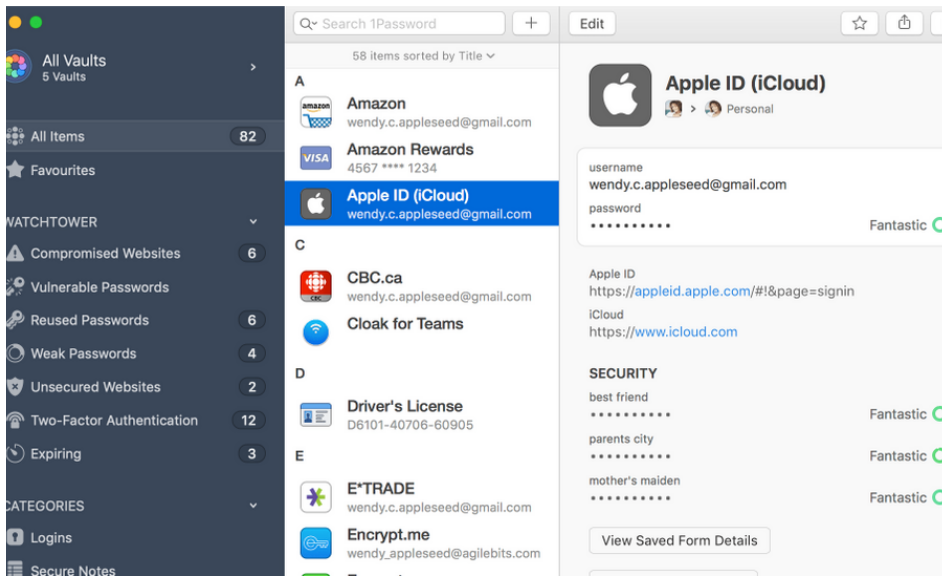 All Vaults
5 Vaults
All Items 82
Favourites
WATCHTOWER
Compromised Websites 6
Vulnerable Passwords
Reused Passwords 6
Weak Passwords 4
Unsecured Websites 2
Two-Factor Authentication 12
Expiring 3
CATEGORIES
Logins
Secure Notes
Search 1Password
58 items sorted by Title
A
amazon
Amazon
wendy.c.appleseed@gmail.com
VISA
Amazon Rewards
4567 **** 1234
Apple ID (iCloud)
wendy.c.appleseed@gmail.com
C
CBC
CBC.ca
wendy.c.appleseed@gmail.com
Cloak for Teams
D
Driver's License
D6101-40706-60905
E
E*TRADE
wendy.c.appleseed@gmail.com
Encrypt.me
wendy_appleseed@agilebits.com
Edit
Apple ID (iCloud)
> Personal
username
wendy.c.appleseed@gmail.com
password
•••••••••• Fantastic
Apple ID
https://appleid.apple.com/#!&page=signin
iCloud
https://www.icloud.com
SECURITY
best friend
•••••••••• Fantastic
parents city
•••••••••• Fantastic
mother's maiden
•••••••••• Fantastic
View Saved Form Details